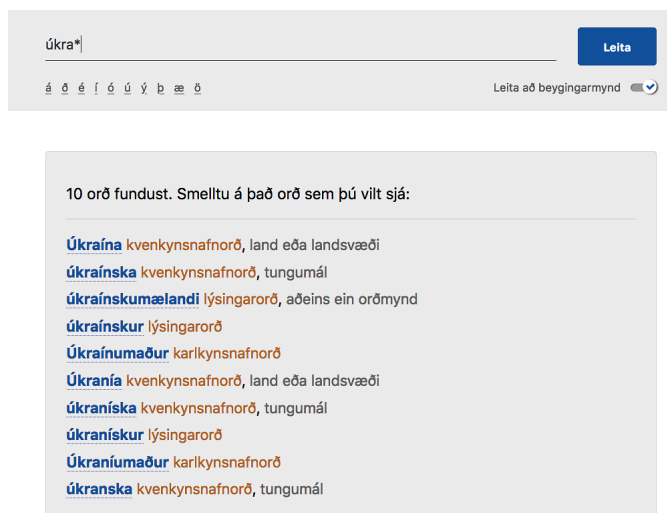 úkra*
Leita
á ð é í ó ú ý þ æ ö
Leita að beygingarmynd
10 orð fundust. Smelltu á það orð sem þú vilt sjá:
Úkraína kvenkynsnafnorð, land eða landsvæði
úkraínska kvenkynsnafnorð, tungumál
úkraínskumælandi lýsingarorð, aðeins ein orðmynd
úkraínskur lýsingarorð
Úkraínumaður karlkynsnafnorð
Úkranía kvenkynsnafnorð, land eða landsvæði
úkraníska kvenkynsnafnorð, tungumál
úkranískur lýsingarorð
Úkraníumaður karlkynsnafnorð
úkranska kvenkynsnafnorð, tungumál